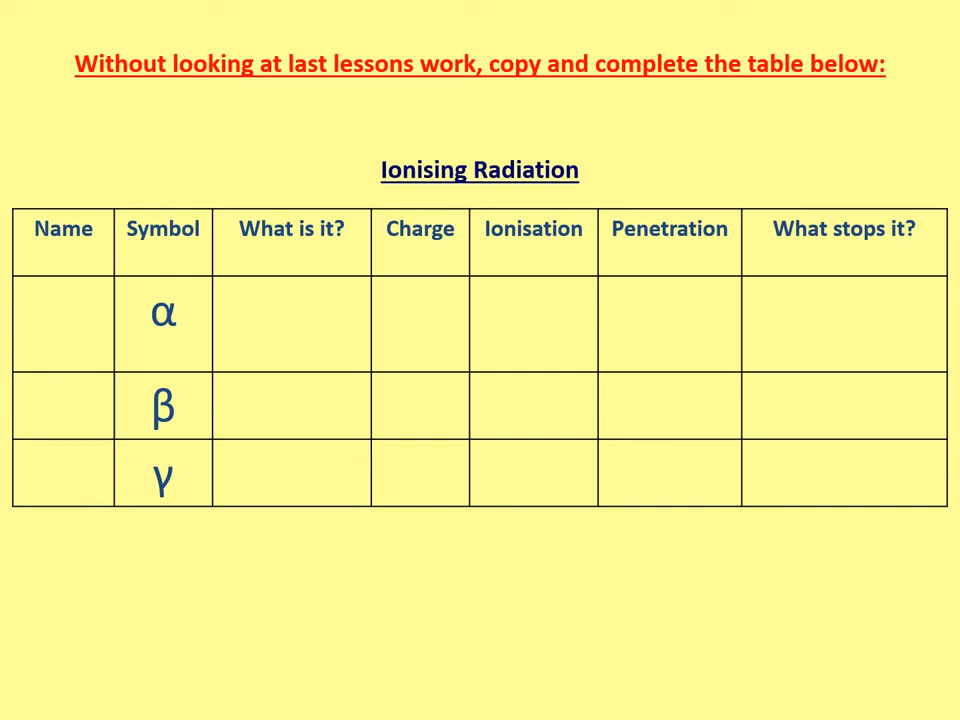 Without looking at last lessons work, copy and complete the table below:
Ionising Radiation
Name Symbol What is it? Charge Ionisation Penetration What stops it?
α
β
γ